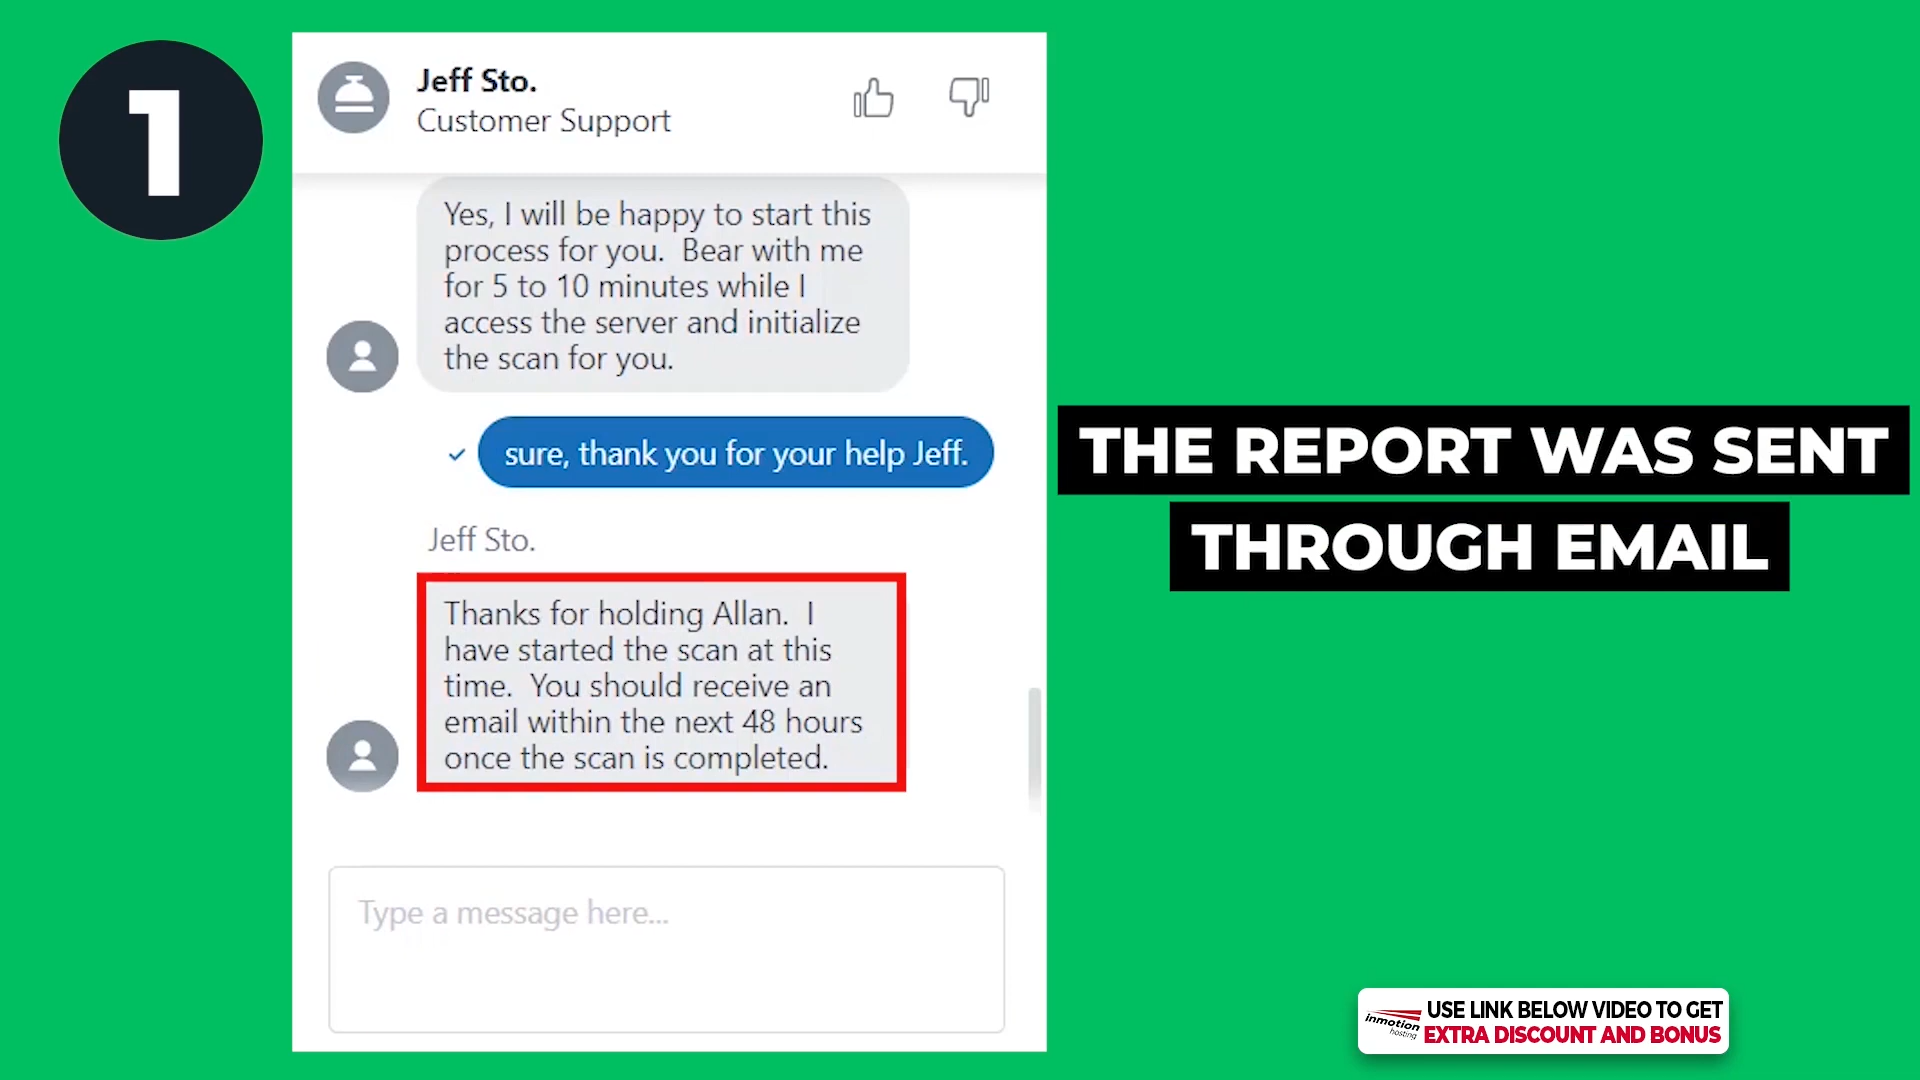 1
Jeff Sto.
Customer Support
Yes, I will be happy to start this
process for you.  Bear with me
for 5 to 10 minutes while I
access the server and initialize
the scan for you.
sure, thank you for your help Jeff.
Jeff Sto.
Thanks for holding Allan.  I
have started the scan at this
time.  You should receive an
email within the next 48 hours
once the scan is completed.
Type a message here...
THE REPORT WAS SENT
THROUGH EMAIL
inmotion
hosting
USE LINK BELOW VIDEO TO GET
EXTRA DISCOUNT AND BONUS